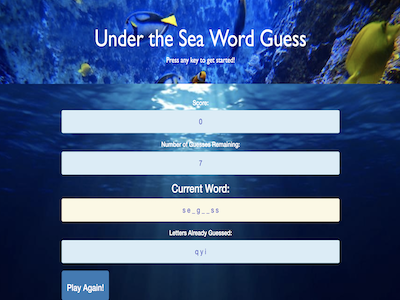 Under the Sea Word Guess
Press any key to get started!
Score:
0
Number of Guesses Remaining:
7
Current Word:
se_g__ss
Letters Already Guessed:
qyi
Play Again!